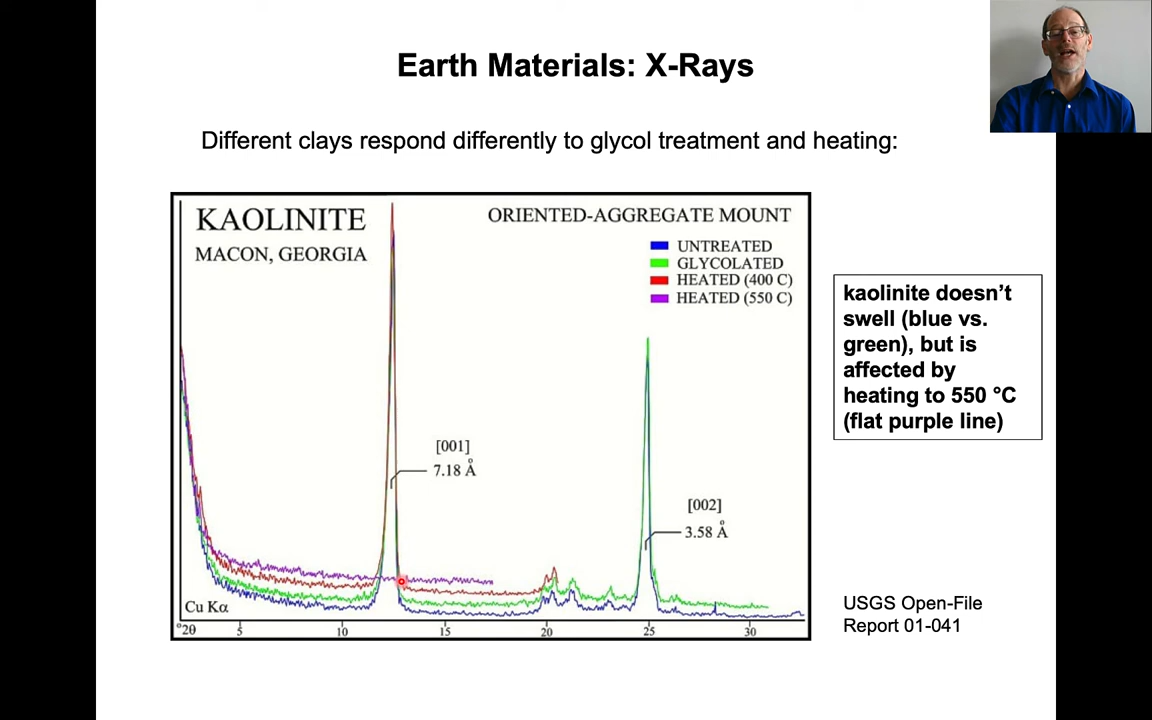 Earth Materials: X-Rays
Different clays respond differently to glycol treatment and heating:
KAOLINITE
MACON, GEORGIA
ORIENTED-AGGREGATE MOUNT
UNTREATED
GLYCOLATED
HEATED (400 C)
HEATED (550 C)
[001]
7.18 Å
[002]
3.58 Å
Cu Kα
°2θ 5 10 15 20 25 30
kaolinite doesn’t
swell (blue vs.
green), but is
affected by
heating to 550 °C
(flat purple line)
USGS Open-File
Report 01-041